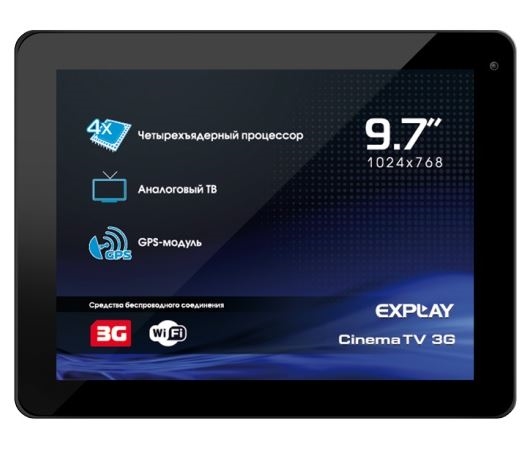 4x
Четырехъядерный процессор
9.7”
1024x768
Аналоговый ТВ
GPS
GPS-модуль
Средства беспроводного соединения
3G
WiFi
EXPLAY
Cinema TV 3G